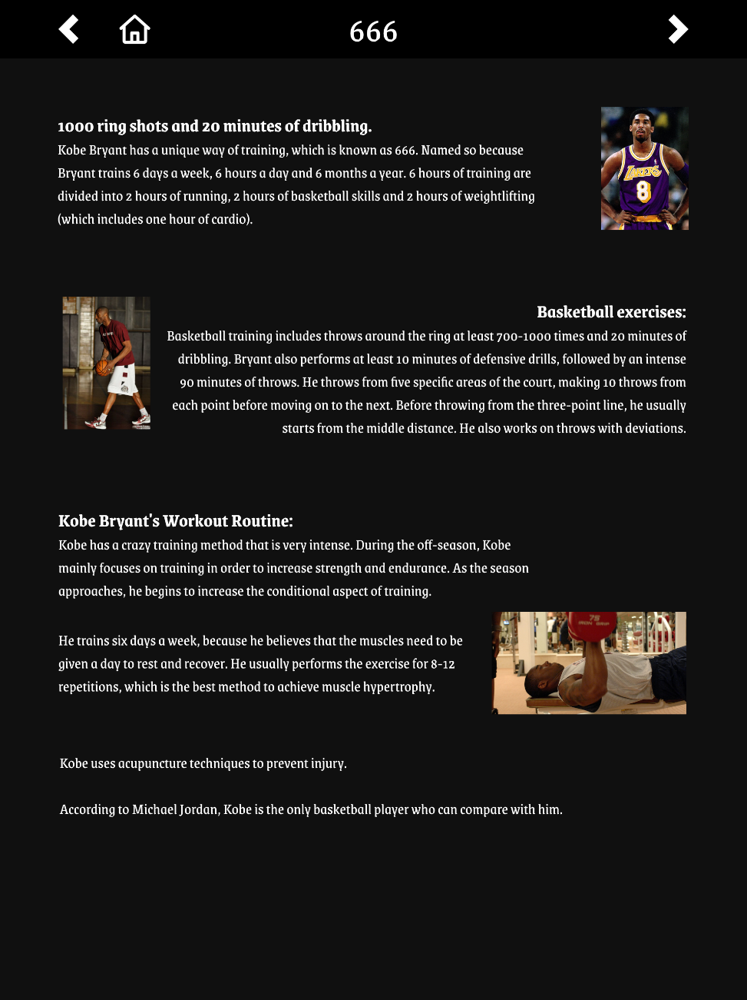 666
1000 ring shots and 20 minutes of dribbling.
Kobe Bryant has a unique way of training, which is known as 666. Named so because
Bryant trains 6 days a week, 6 hours a day and 6 months a year. 6 hours of training are
divided into 2 hours of running, 2 hours of basketball skills and 2 hours of weightlifting
(which includes one hour of cardio).
LAKERS
8
Basketball exercises:
Basketball training includes throws around the ring at least 700-1000 times and 20 minutes of
dribbling. Bryant also performs at least 10 minutes of defensive drills, followed by an intense
90 minutes of throws. He throws from five specific areas of the court, making 10 throws from
each point before moving on to the next. Before throwing from the three-point line, he usually
starts from the middle distance. He also works on throws with deviations.
Kobe Bryant's Workout Routine:
Kobe has a crazy training method that is very intense. During the off-season, Kobe
mainly focuses on training in order to increase strength and endurance. As the season
approaches, he begins to increase the conditional aspect of training.
He trains six days a week, because he believes that the muscles need to be
given a day to rest and recover. He usually performs the exercise for 8-12
repetitions, which is the best method to achieve muscle hypertrophy.
75
IRON GRIP
Kobe uses acupuncture techniques to prevent injury.
According to Michael Jordan, Kobe is the only basketball player who can compare with him.